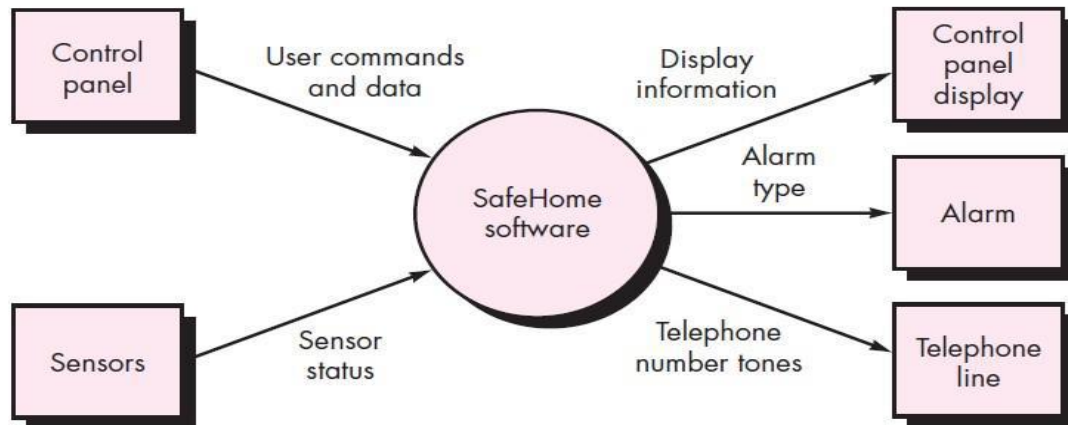 Control
panel
User commands
and data
Display
information
Control
panel
display
Alarm
type
SafeHome
software
Alarm
Sensors
Sensor
status
Telephone
number tones
Telephone
line